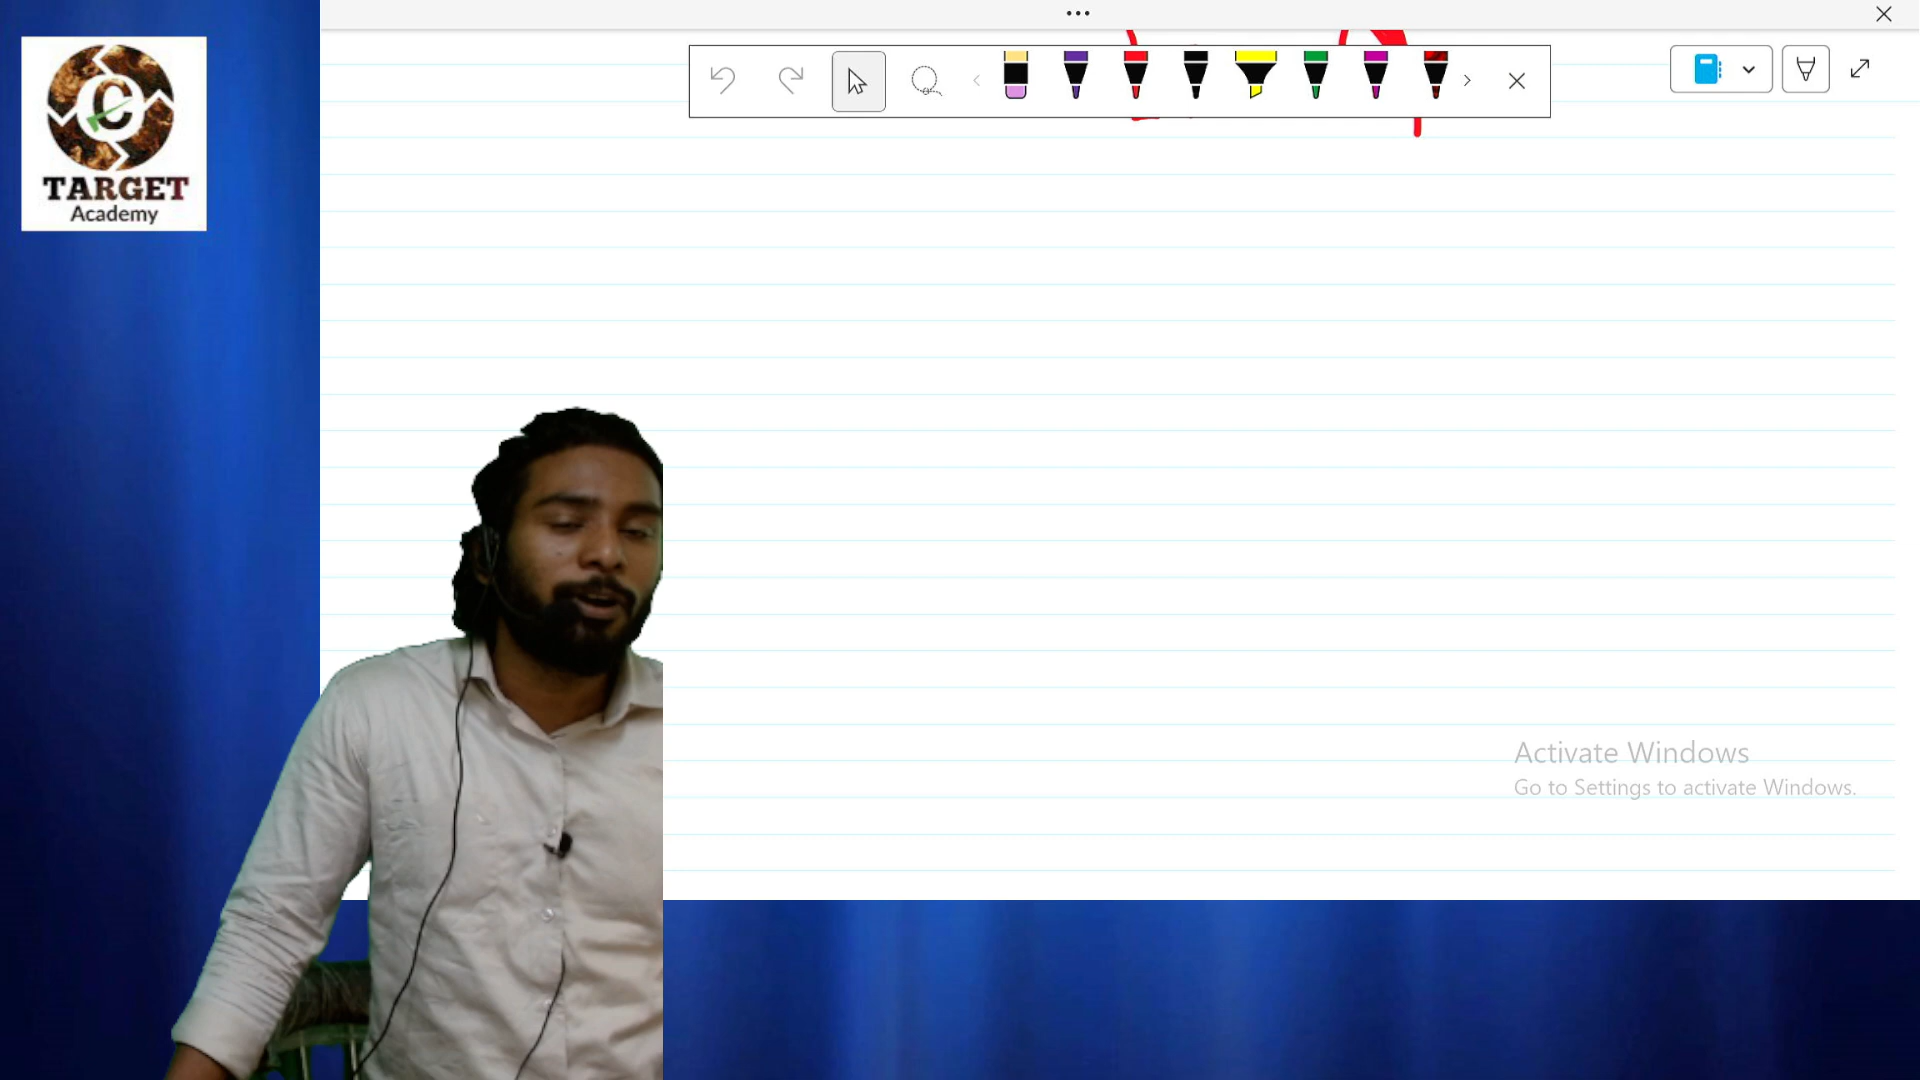 C
TARGET
Academy
Activate Windows
Go to Settings to activate Windows.